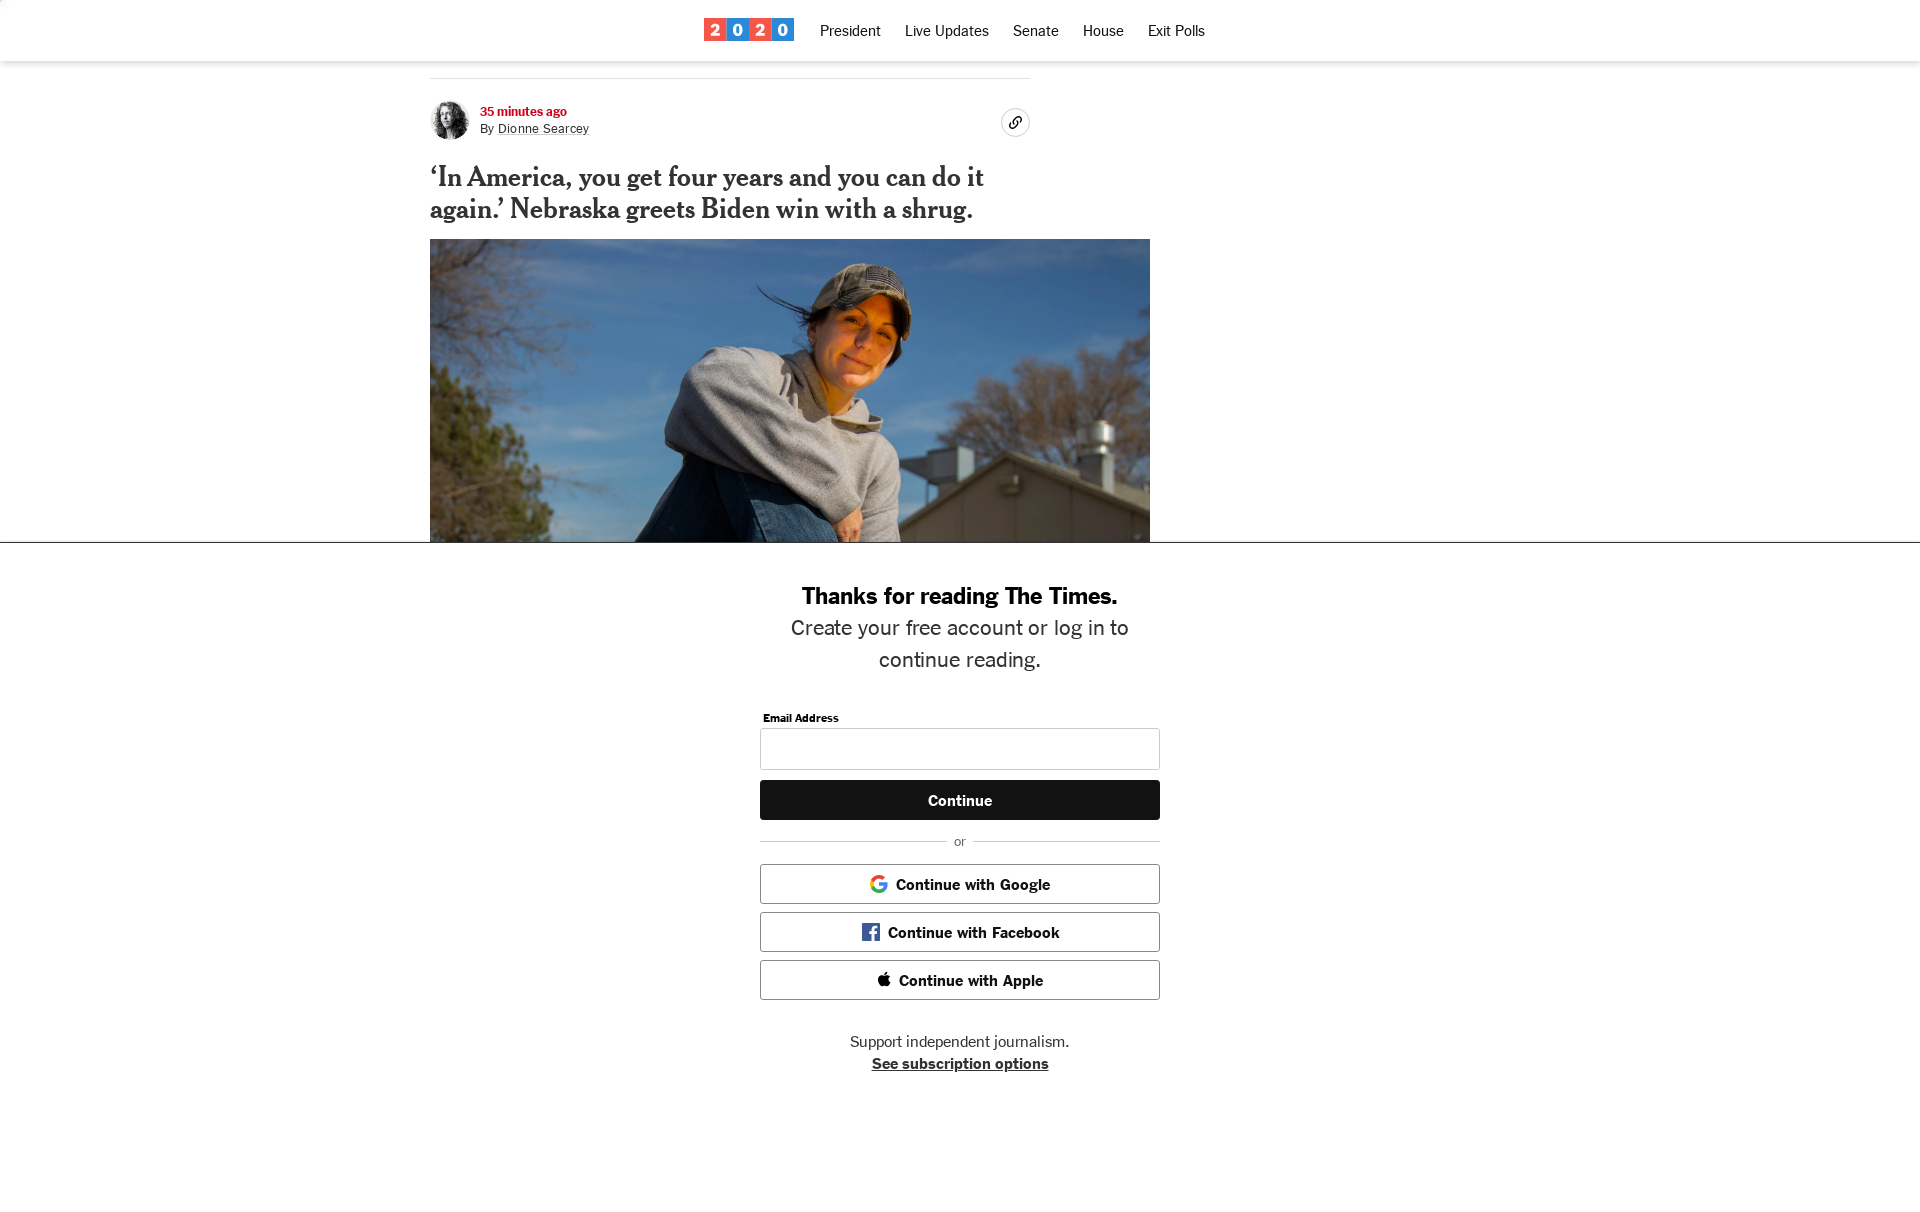 2020
President
Live Updates
Senate
House
Exit Polls
35 minutes ago
By Dionne Searcey
‘In America, you get four years and you can do it
again.’ Nebraska greets Biden win with a shrug.
Thanks for reading The Times.
Create your free account or log in to
continue reading.
Email Address
Continue
or
Continue with Google
Continue with Facebook
Continue with Apple
Support independent journalism.
See subscription options